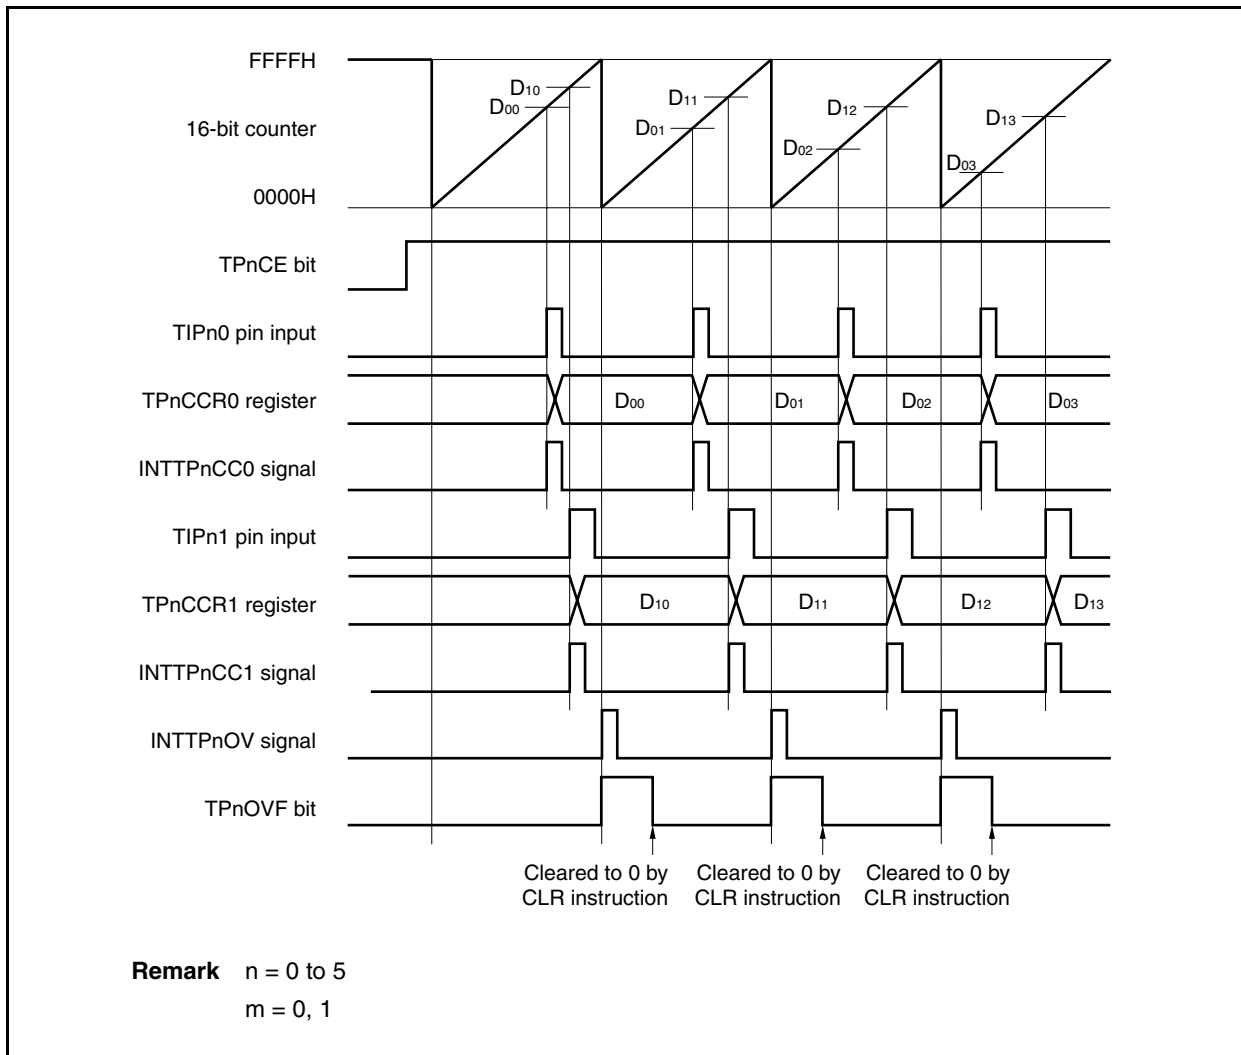 FFFFH
D10
D11
D12
D13
D00
D01
D02
D03
16-bit counter
0000H
TPnCE bit
TIPn0 pin input
TPnCCR0 register
D00
D01
D02
D03
INTTPnCC0 signal
TIPn1 pin input
TPnCCR1 register
D10
D11
D12
D13
INTTPnCC1 signal
INTTPnOV signal
TPnOVF bit
Cleared to 0 by
CLR instruction
Cleared to 0 by
CLR instruction
Cleared to 0 by
CLR instruction
Remark n = 0 to 5
m = 0, 1